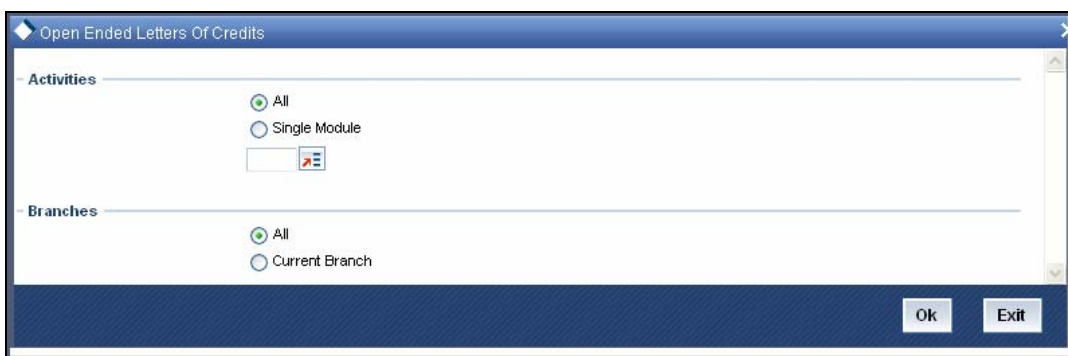 Open Ended Letters Of Credits
Activities
All
Single Module
Branches
All
Current Branch
Ok Exit